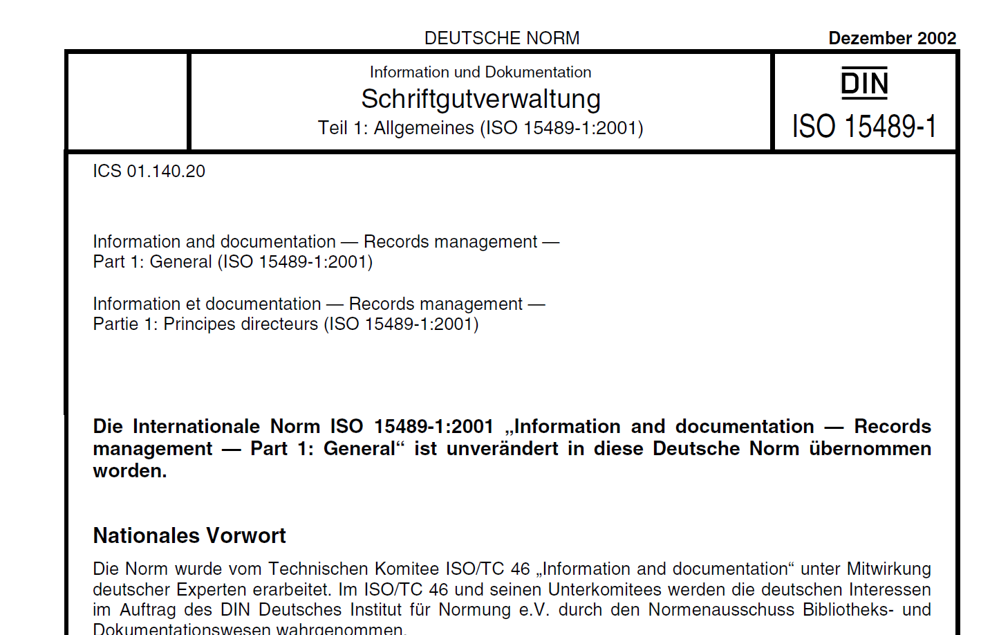 DEUTSCHE NORM
Dezember 2002
Information und Dokumentation
Schriftgutverwaltung
Teil 1: Allgemeines (ISO 15489-1:2001)
DIN
ISO 15489-1
ICS 01.140.20
Information and documentation — Records management —
Part 1: General (ISO 15489-1:2001)
Information et documentation — Records management —
Partie 1: Principes directeurs (ISO 15489-1:2001)
Die Internationale Norm ISO 15489-1:2001 „Information and documentation — Records
management — Part 1: General“ ist unverändert in diese Deutsche Norm übernommen
worden.
Nationales Vorwort
Die Norm wurde vom Technischen Komitee ISO/TC 46 „Information and documentation“ unter Mitwirkung
deutscher Experten erarbeitet. Im ISO/TC 46 und seinen Unterkomitees werden die deutschen Interessen
im Auftrag des DIN Deutsches Institut für Normung e.V. durch den Normenausschuss Bibliotheks- und
Dokumentationswesen wahrgenommen.